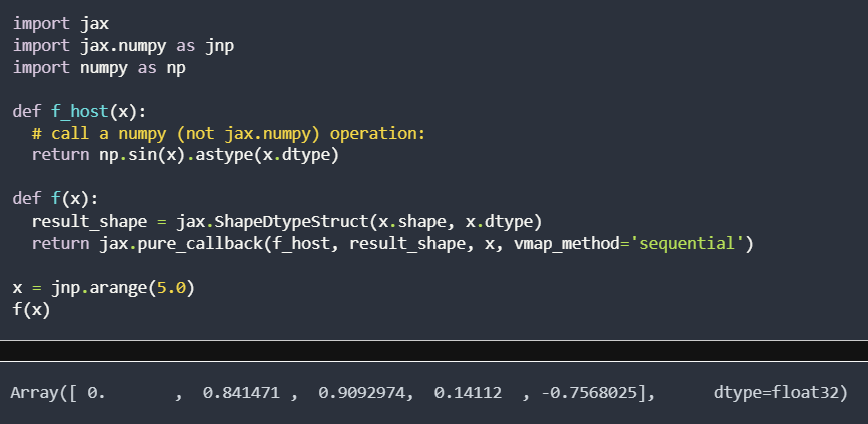 import jax
import jax.numpy as jnp
import numpy as np
def f_host(x):
  # call a numpy (not jax.numpy) operation:
  return np.sin(x).astype(x.dtype)
def f(x):
  result_shape = jax.ShapeDtypeStruct(x.shape, x.dtype)
  return jax.pure_callback(f_host, result_shape, x, vmap_method='sequential')
x = jnp.arange(5.0)
f(x)
Array([ 0.       ,  0.841471 ,  0.9092974,  0.14112  , -0.7568025],      dtype=float32)